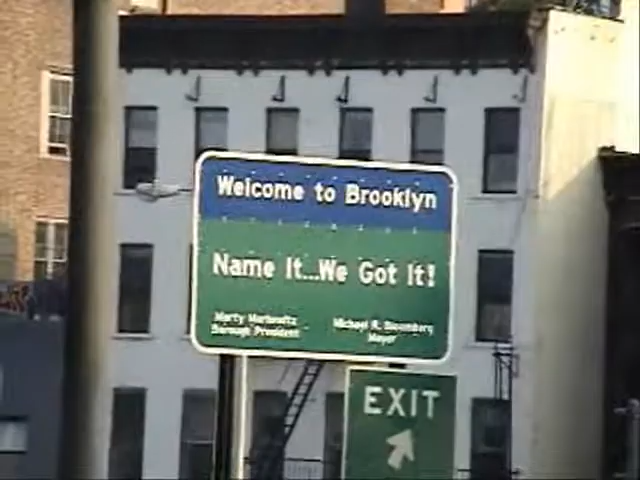 Welcome to Brooklyn
Name It...We Got It!
Marty Markowitz
Borough President
Michael R. Bloomberg
Mayor
EXIT